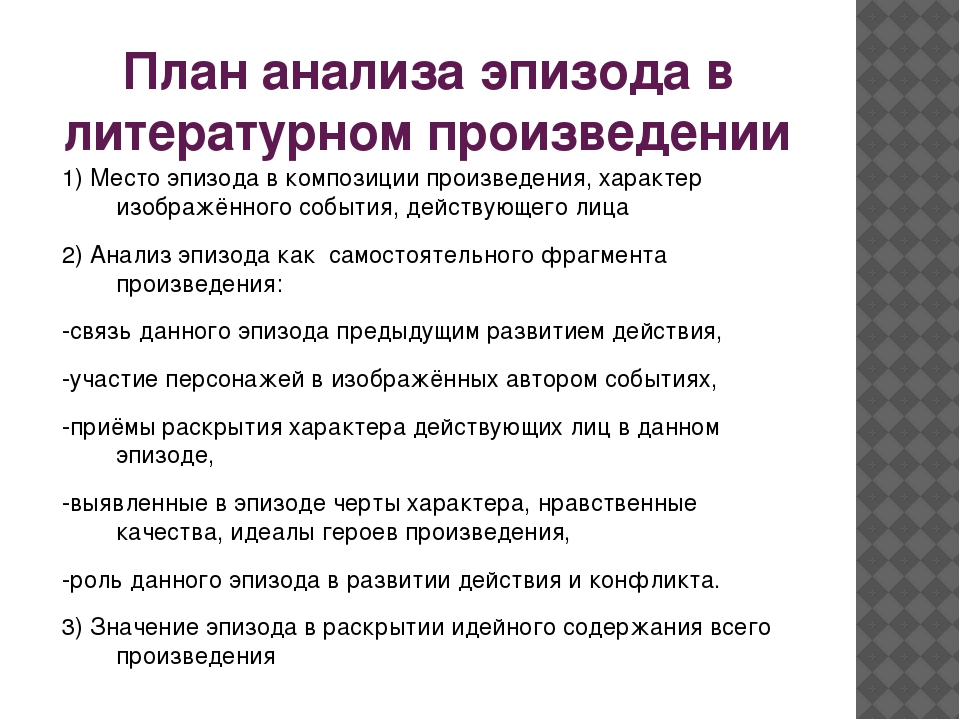 План анализа эпизода в
литературном произведении
1) Место эпизода в композиции произведения, характер
изображённого события, действующего лица
2) Анализ эпизода как  самостоятельного фрагмента
произведения:
-связь данного эпизода предыдущим развитием действия,
-участие персонажей в изображённых автором событиях,
-приёмы раскрытия характера действующих лиц в данном
эпизоде,
-выявленные в эпизоде черты характера, нравственные
качества, идеалы героев произведения,
-роль данного эпизода в развитии действия и конфликта.
3) Значение эпизода в раскрытии идейного содержания всего
произведения